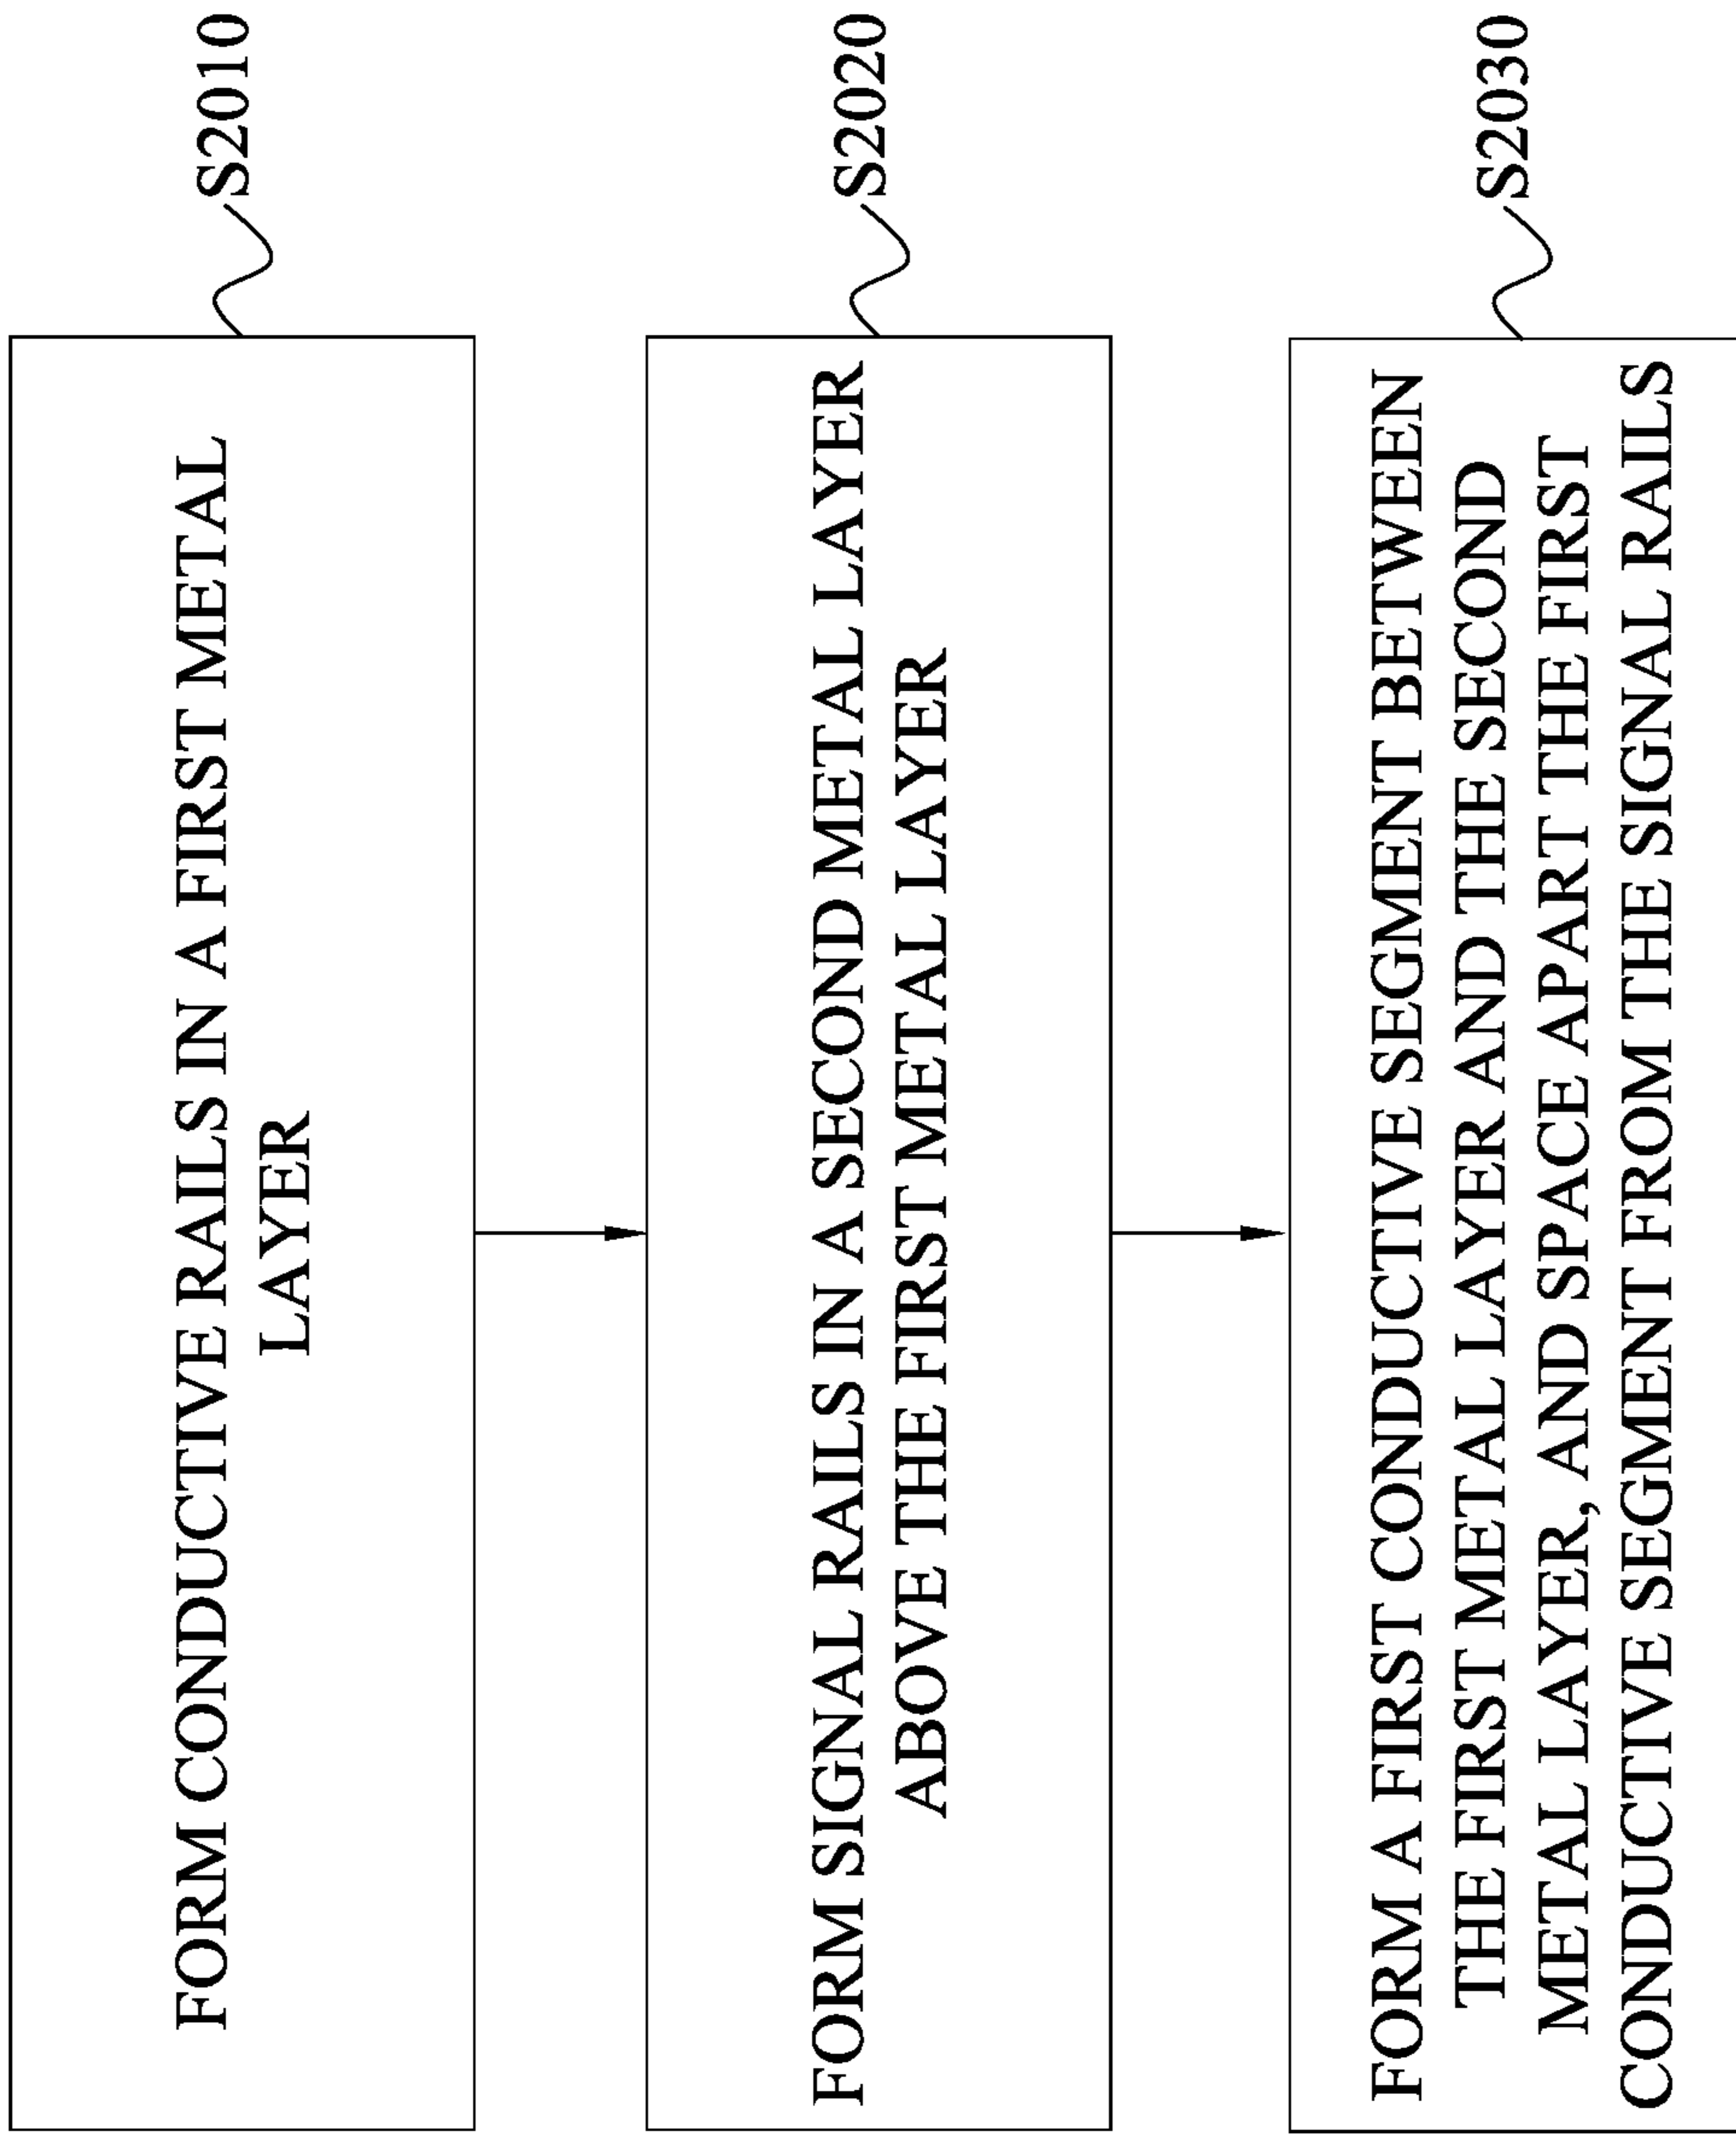 FORM CONDUCTIVE RAILS IN A FIRST METAL
LAYER
S2010
FORM SIGNAL RAILS IN A SECOND METAL LAYER
ABOVE THE FIRST METAL LAYER
S2020
FORM A FIRST CONDUCTIVE SEGMENT BETWEEN
THE FIRST METAL LAYER AND THE SECOND
METAL LAYER, AND SPACE APART THE FIRST
CONDUCTIVE SEGMENT FROM THE SIGNAL RAILS
S2030